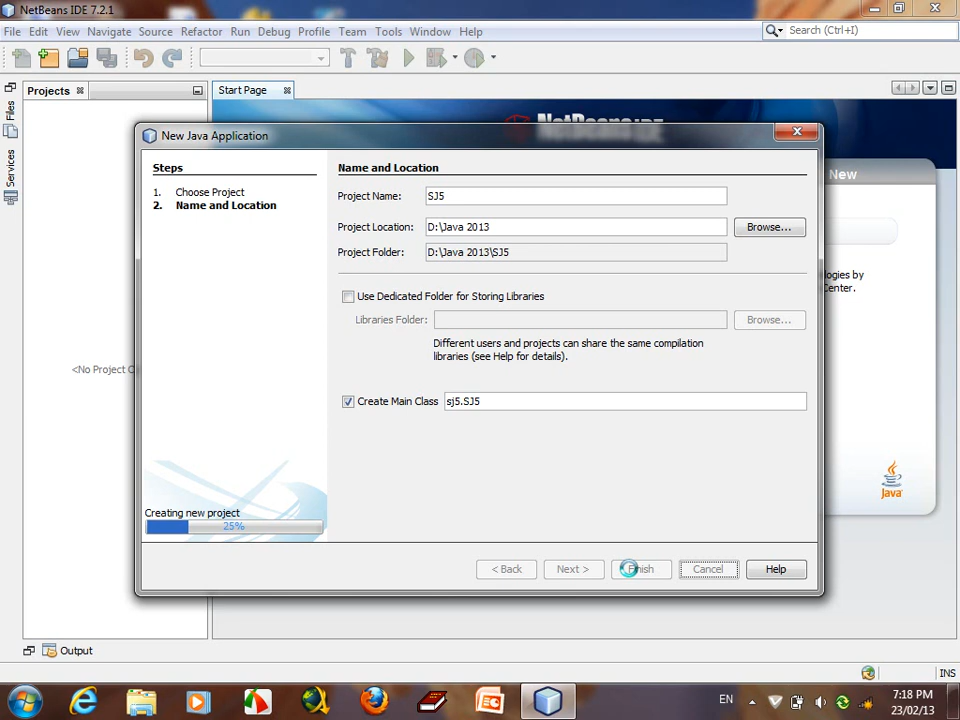 NetBeans IDE 7.2.1
File Edit View Navigate Source Refactor Run Debug Profile Team Tools Window Help
Search (Ctrl+I)
Projects
Start Page
Files
Services
NetBeans IDE
New Java Application
New
Steps
1. Choose Project
2. Name and Location
Name and Location
Project Name: SJ5
Project Location: D:\Java 2013 Browse...
Project Folder: D:\Java 2013\SJ5
Use Dedicated Folder for Storing Libraries
Libraries Folder: Browse...
Different users and projects can share the same compilation
libraries (see Help for details).
Create Main Class sj5.SJ5
<No Project
logies by
Center.
Java
Creating new project
25%
< Back Next > Finish Cancel Help
Output
INS
EN
7:18 PM
23/02/13